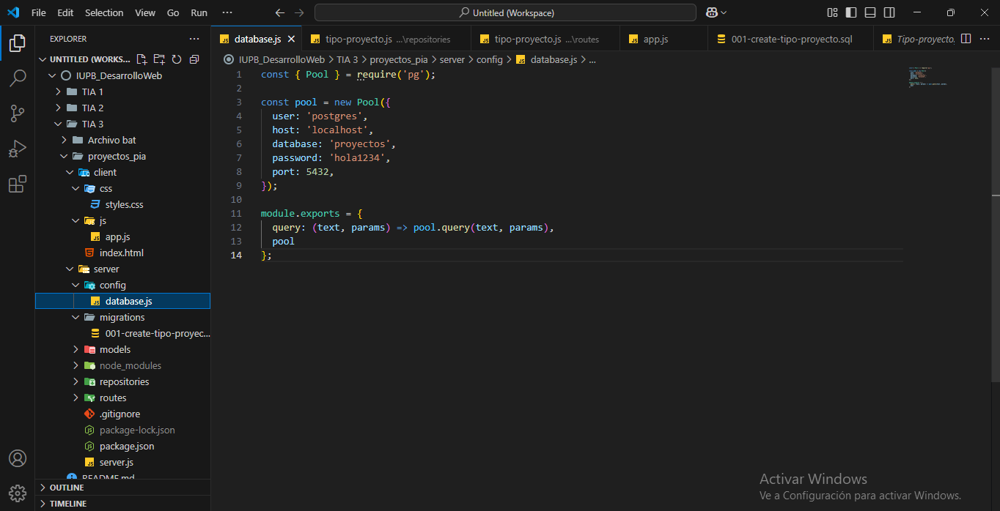 File Edit Selection View Go Run ··· Untitled (Workspace)
EXPLORER ···
UNTITLED (WORKS...
IUPB_DesarrolloWeb
TIA 1
TIA 2
TIA 3
Archivo bat
proyectos_pia
client
css
styles.css
js
app.js
index.html
server
config
database.js
migrations
001-create-tipo-proyec...
models
node_modules
repositories
routes
.gitignore
package-lock.json
package.json
server.js
README.md
OUTLINE
TIMELINE
database.js tipo-proyecto.js ...\repositories tipo-proyecto.js ...\routes app.js 001-create-tipo-proyecto.sql Tipo-proyecto. ···
IUPB_DesarrolloWeb > TIA 3 > proyectos_pia > server > config > database.js > ...
1 const { Pool } = require('pg');
2
3 const pool = new Pool({
4 user: 'postgres',
5 host: 'localhost',
6 database: 'proyectos',
7 password: 'hola1234',
8 port: 5432,
9 });
10
11 module.exports = {
12 query: (text, params) => pool.query(text, params),
13 pool
14 };
Activar Windows
Ve a Configuración para activar Windows.